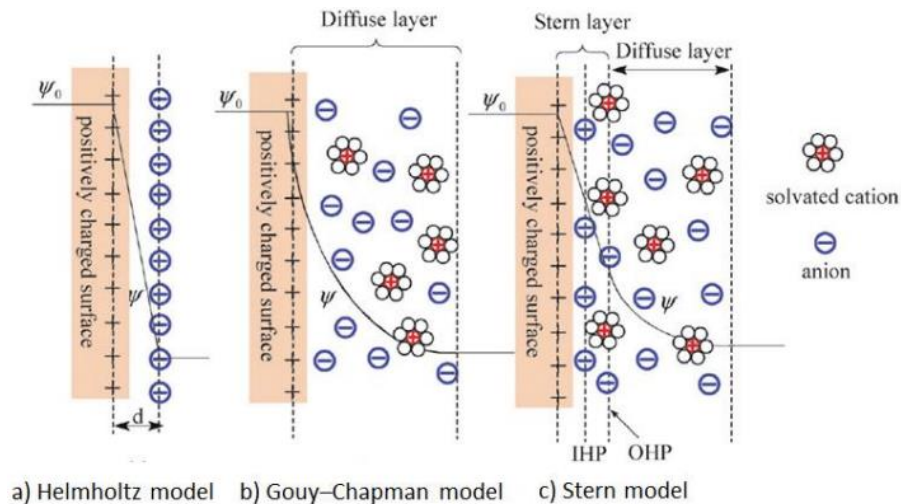 Diffuse layer
Stern layer
Diffuse layer
ψ₀
ψ₀
ψ₀
positively charged surface
positively charged surface
positively charged surface
ψ
ψ
ψ
solvated cation
anion
d
IHP
OHP
a) Helmholtz model
b) Gouy–Chapman model
c) Stern model